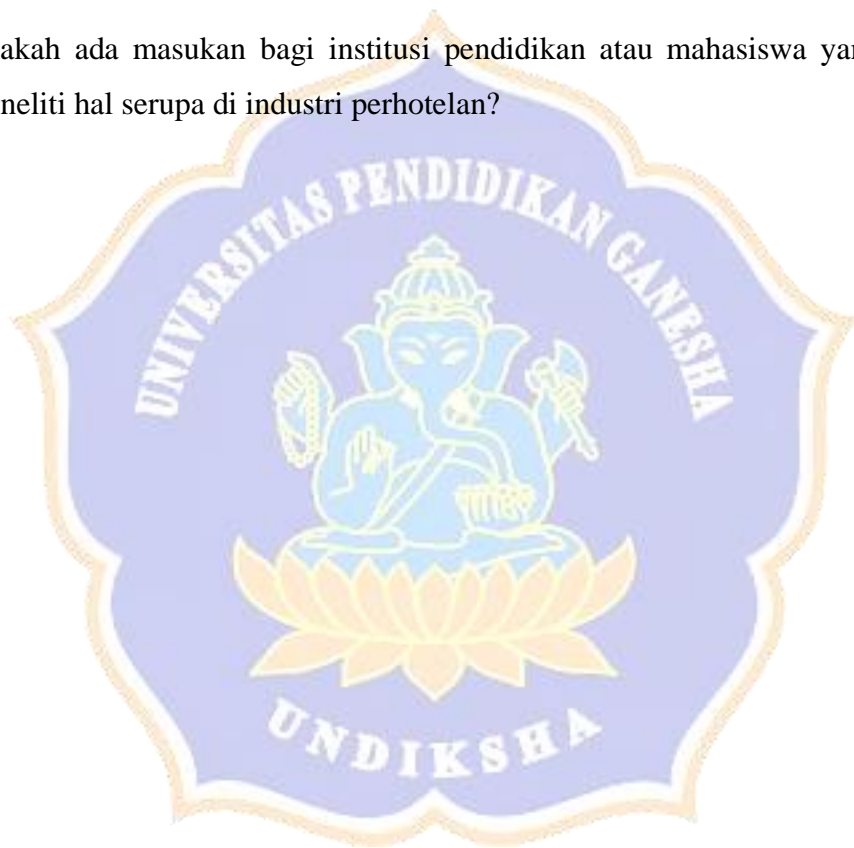 akah ada masukan bagi institusi pendidikan atau mahasiswa yan
neliti hal serupa di industri perhotelan?
UNIVERSITAS PENDIDIKAN GANESHA
UNDIKSHA